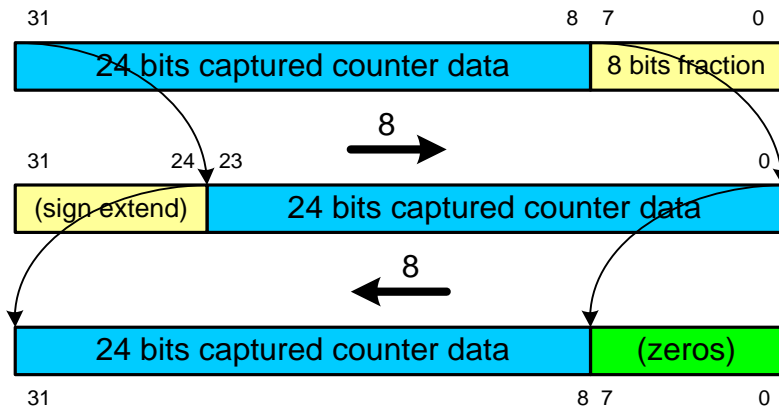 31 8 7 0
24 bits captured counter data 8 bits fraction
8
31 24 23 0
(sign extend) 24 bits captured counter data
8
24 bits captured counter data (zeros)
31 8 7 0